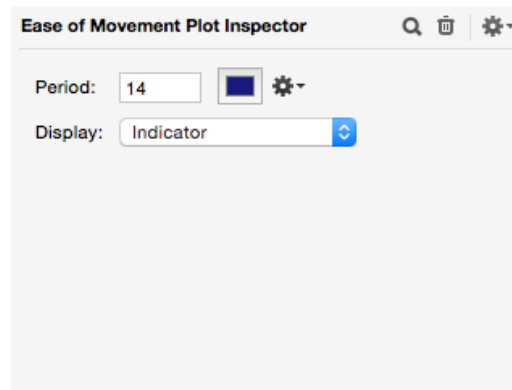 Ease of Movement Plot Inspector
Period: 14
Display: Indicator